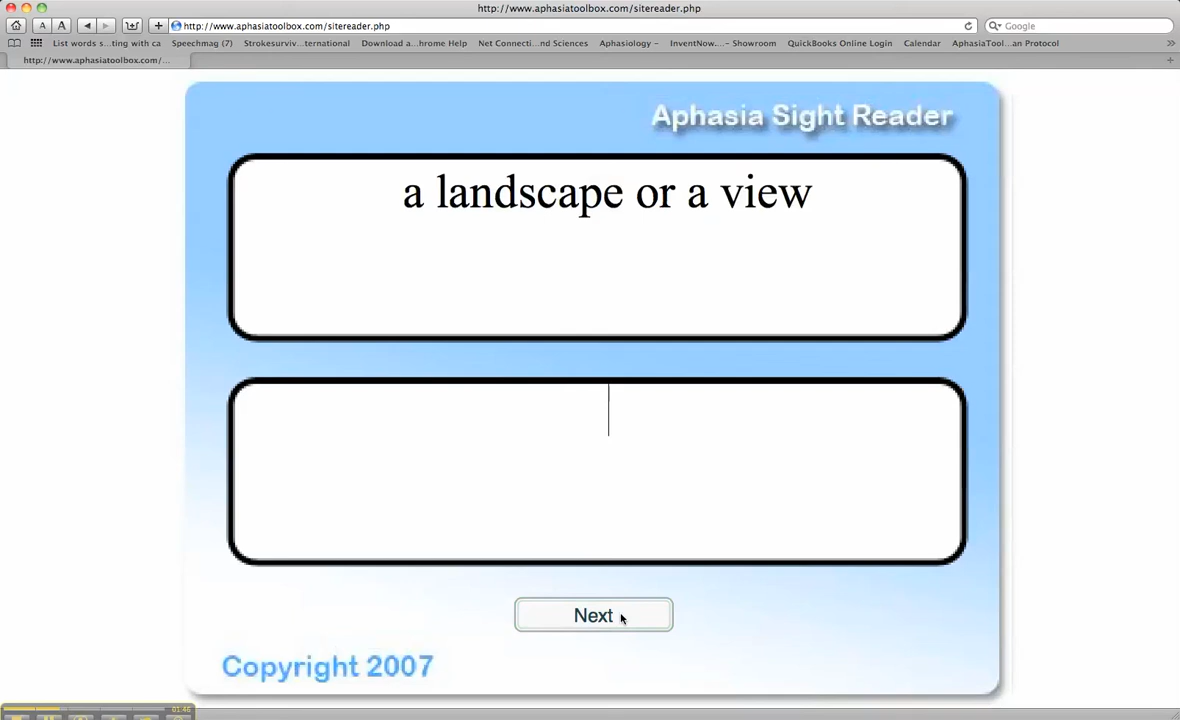 http://www.aphasiatoolbox.com/sitereader.php
A A http://www.aphasiatoolbox.com/sitereader.php Google
List words s...ting with ca Speechmag (7) Strokesurviv...ternational Download a...hrome Help Net Connecti...nd Sciences Aphasiology – InventNow.... – Showroom QuickBooks Online Login Calendar AphasiaTool...an Protocol
http://www.aphasiatoolbox.com/...
Aphasia Sight Reader
a landscape or a view
Next
Copyright 2007
01:46